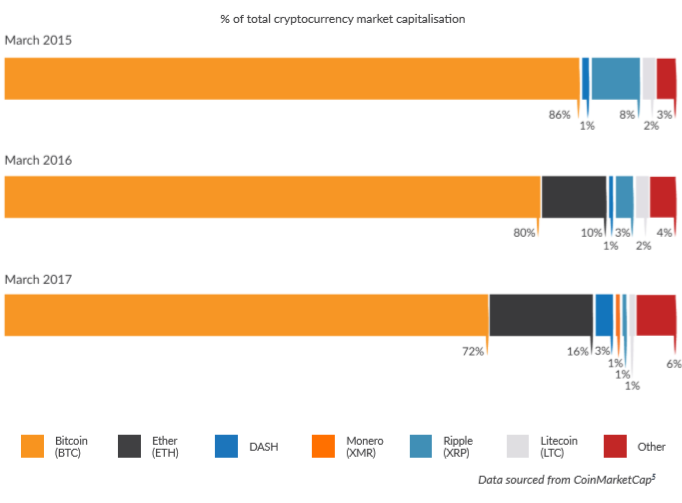 % of total cryptocurrency market capitalisation
March 2015
86%
1%
8%
2%
3%
March 2016
80%
10%
1%
3%
2%
4%
March 2017
72%
16%
3%
1%
1%
1%
6%
Bitcoin
(BTC)
Ether
(ETH)
DASH
Monero
(XMR)
Ripple
(XRP)
Litecoin
(LTC)
Other
Data sourced from CoinMarketCap⁵